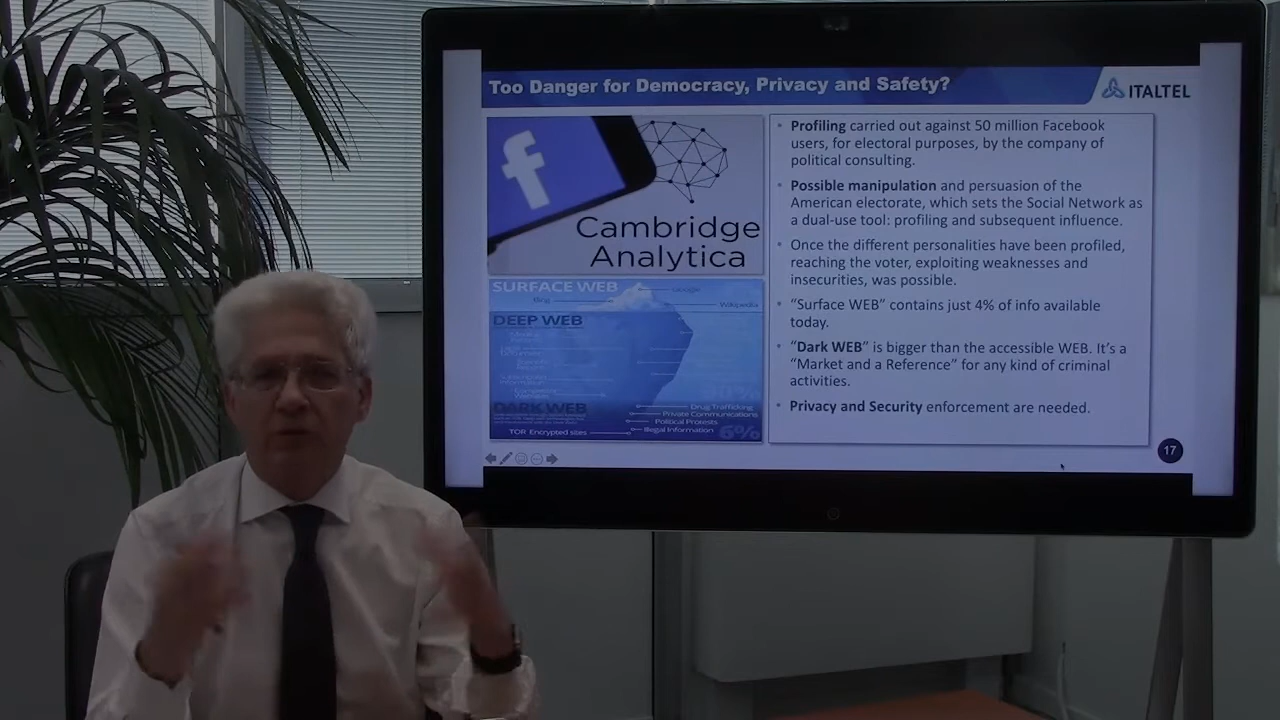 Too Danger for Democracy, Privacy and Safety?
ITALTEL
f
Cambridge
Analytica
SURFACE WEB
Google
Bing
Wikipedia
DEEP WEB
DARK WEB
Drug Trafficking
Private Communications
Political Protests
TOR Encrypted sites
Illegal Information
6%
• Profiling carried out against 50 million Facebook
users, for electoral purposes, by the company of
political consulting.
• Possible manipulation and persuasion of the
American electorate, which sets the Social Network as
a dual-use tool: profiling and subsequent influence.
• Once the different personalities have been profiled,
reaching the voter, exploiting weaknesses and
insecurities, was possible.
• “Surface WEB” contains just 4% of info available
today.
• “Dark WEB” is bigger than the accessible WEB. It’s a
“Market and a Reference” for any kind of criminal
activities.
• Privacy and Security enforcement are needed.
17